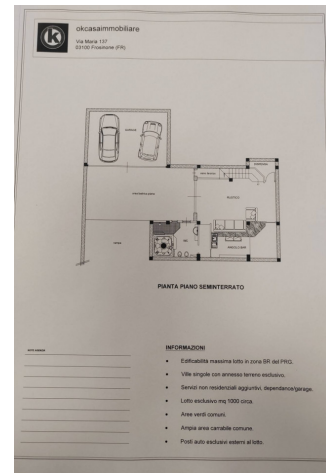 okcasaimmobiliare
Via Maria 137
03100 Frosinone (FR)
PIANTA PIANO SEMINTERRATO
INFORMAZIONI
• Edificabilità massima lotto in zona BR del PRG.
• Ville singole con annesso terreno esclusivo.
• Servizi non residenziali aggiuntivi, dependance/garage.
• Lotto esclusivo mq 1000 circa.
• Aree verdi comuni.
• Ampia area carrabile comune.
• Posti auto esclusivi esterni al lotto.